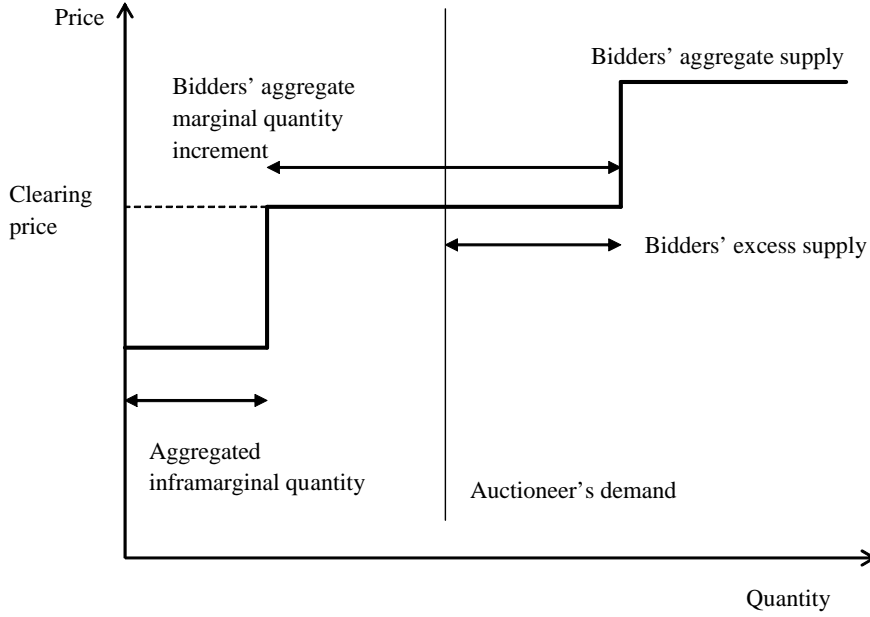 Price
Bidders’ aggregate supply
Bidders’ aggregate
marginal quantity
increment
Clearing
price
Bidders’ excess supply
Aggregated
inframarginal quantity
Auctioneer’s demand
Quantity